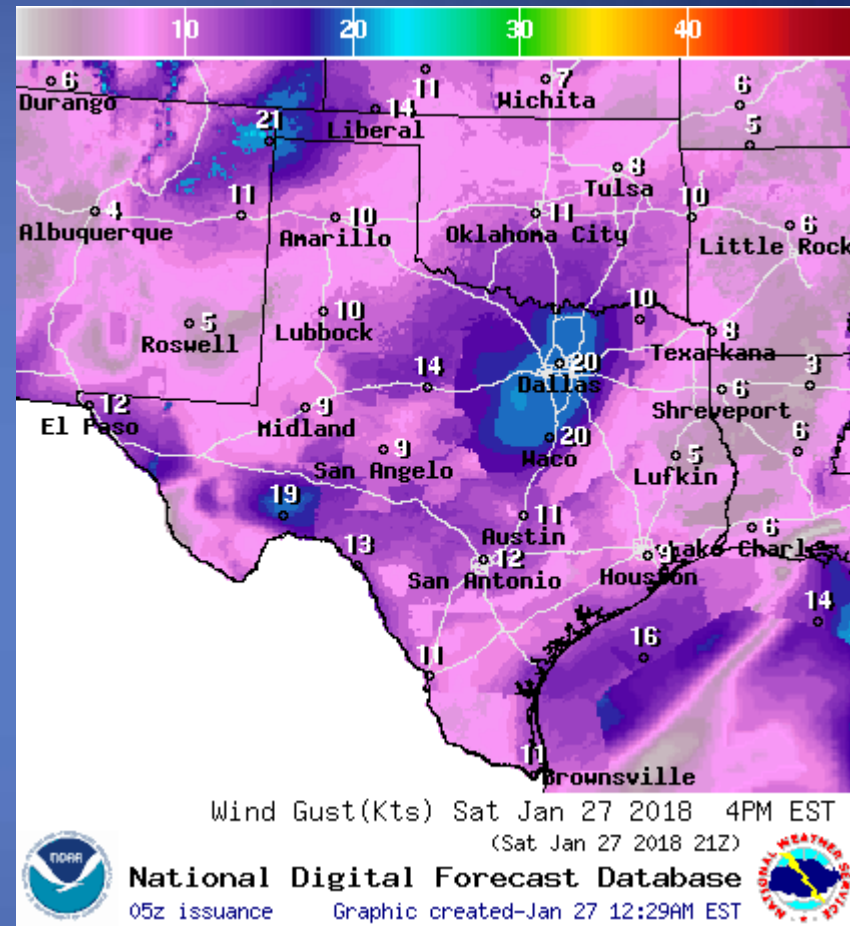 10 20 30 40
6
Durango
11
7
Wichita
14
Liberal
6
5
21
8
Tulsa
4
Albuquerque
11
10
Amarillo
11
Oklahoma City
10
6
Little Rock
5
Roswell
10
Lubbock
10
8
Texarkana
14
20
Dallas
6
Shreveport
3
12
El Paso
9
Midland
9
San Angelo
20
Waco
5
Lufkin
6
19
11
Austin
6
13
12
San Antonio
9
Houston
14
16
11
11
Brownsville
Wind Gust(Kts) Sat Jan 27 2018 4PM EST
(Sat Jan 27 2018 21Z)
National Digital Forecast Database
05z issuance Graphic created-Jan 27 12:29AM EST
NOAA
NATIONAL WEATHER SERVICE